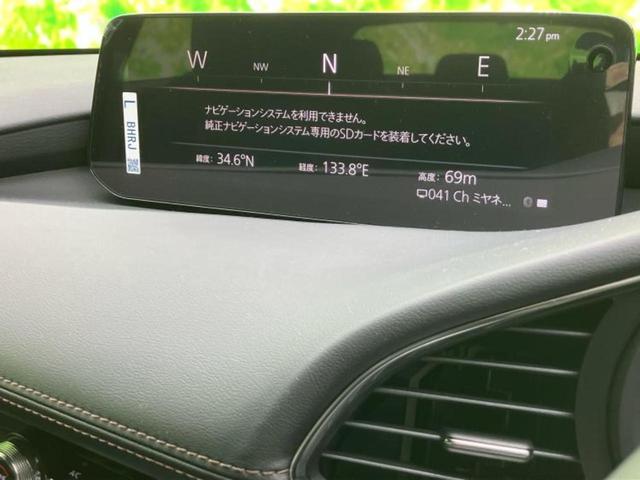 2:27 pm
W NW N NE E
ナビゲーションシステムを利用できません。
純正ナビゲーションシステム専用のSDカードを装着してください。
緯度: 34.6°N 経度: 133.8°E 高度: 69m
041 Ch ミヤネ...
L BHRJ